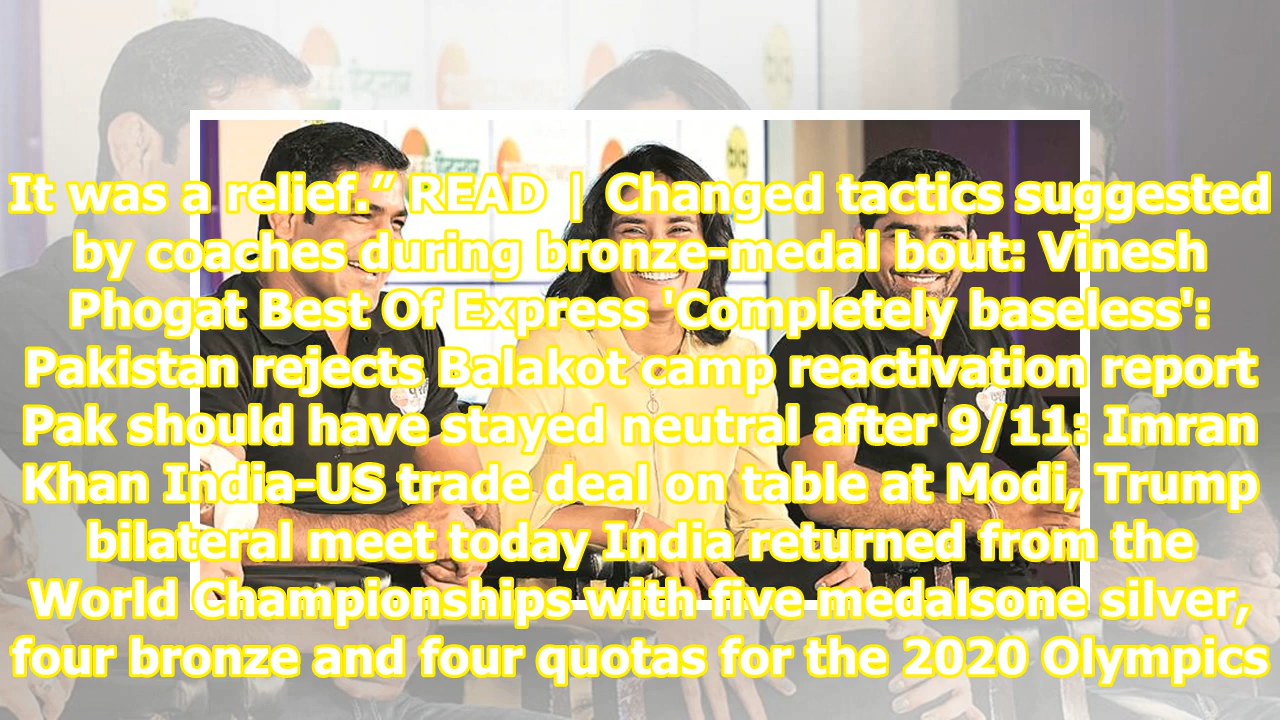 It was a relief.” READ | Changed tactics suggested
by coaches during bronze-medal bout: Vinesh
Phogat Best Of Express 'Completely baseless':
Pakistan rejects Balakot camp reactivation report
Pak should have stayed neutral after 9/11: Imran
Khan India-US trade deal on table at Modi, Trump
bilateral meet today India returned from the
World Championships with five medalsone silver,
four bronze and four quotas for the 2020 Olympics